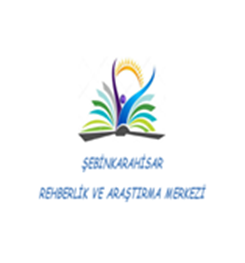 ŞEBİNKARAHİSAR
REHBERLİK VE ARAŞTIRMA MERKEZİ